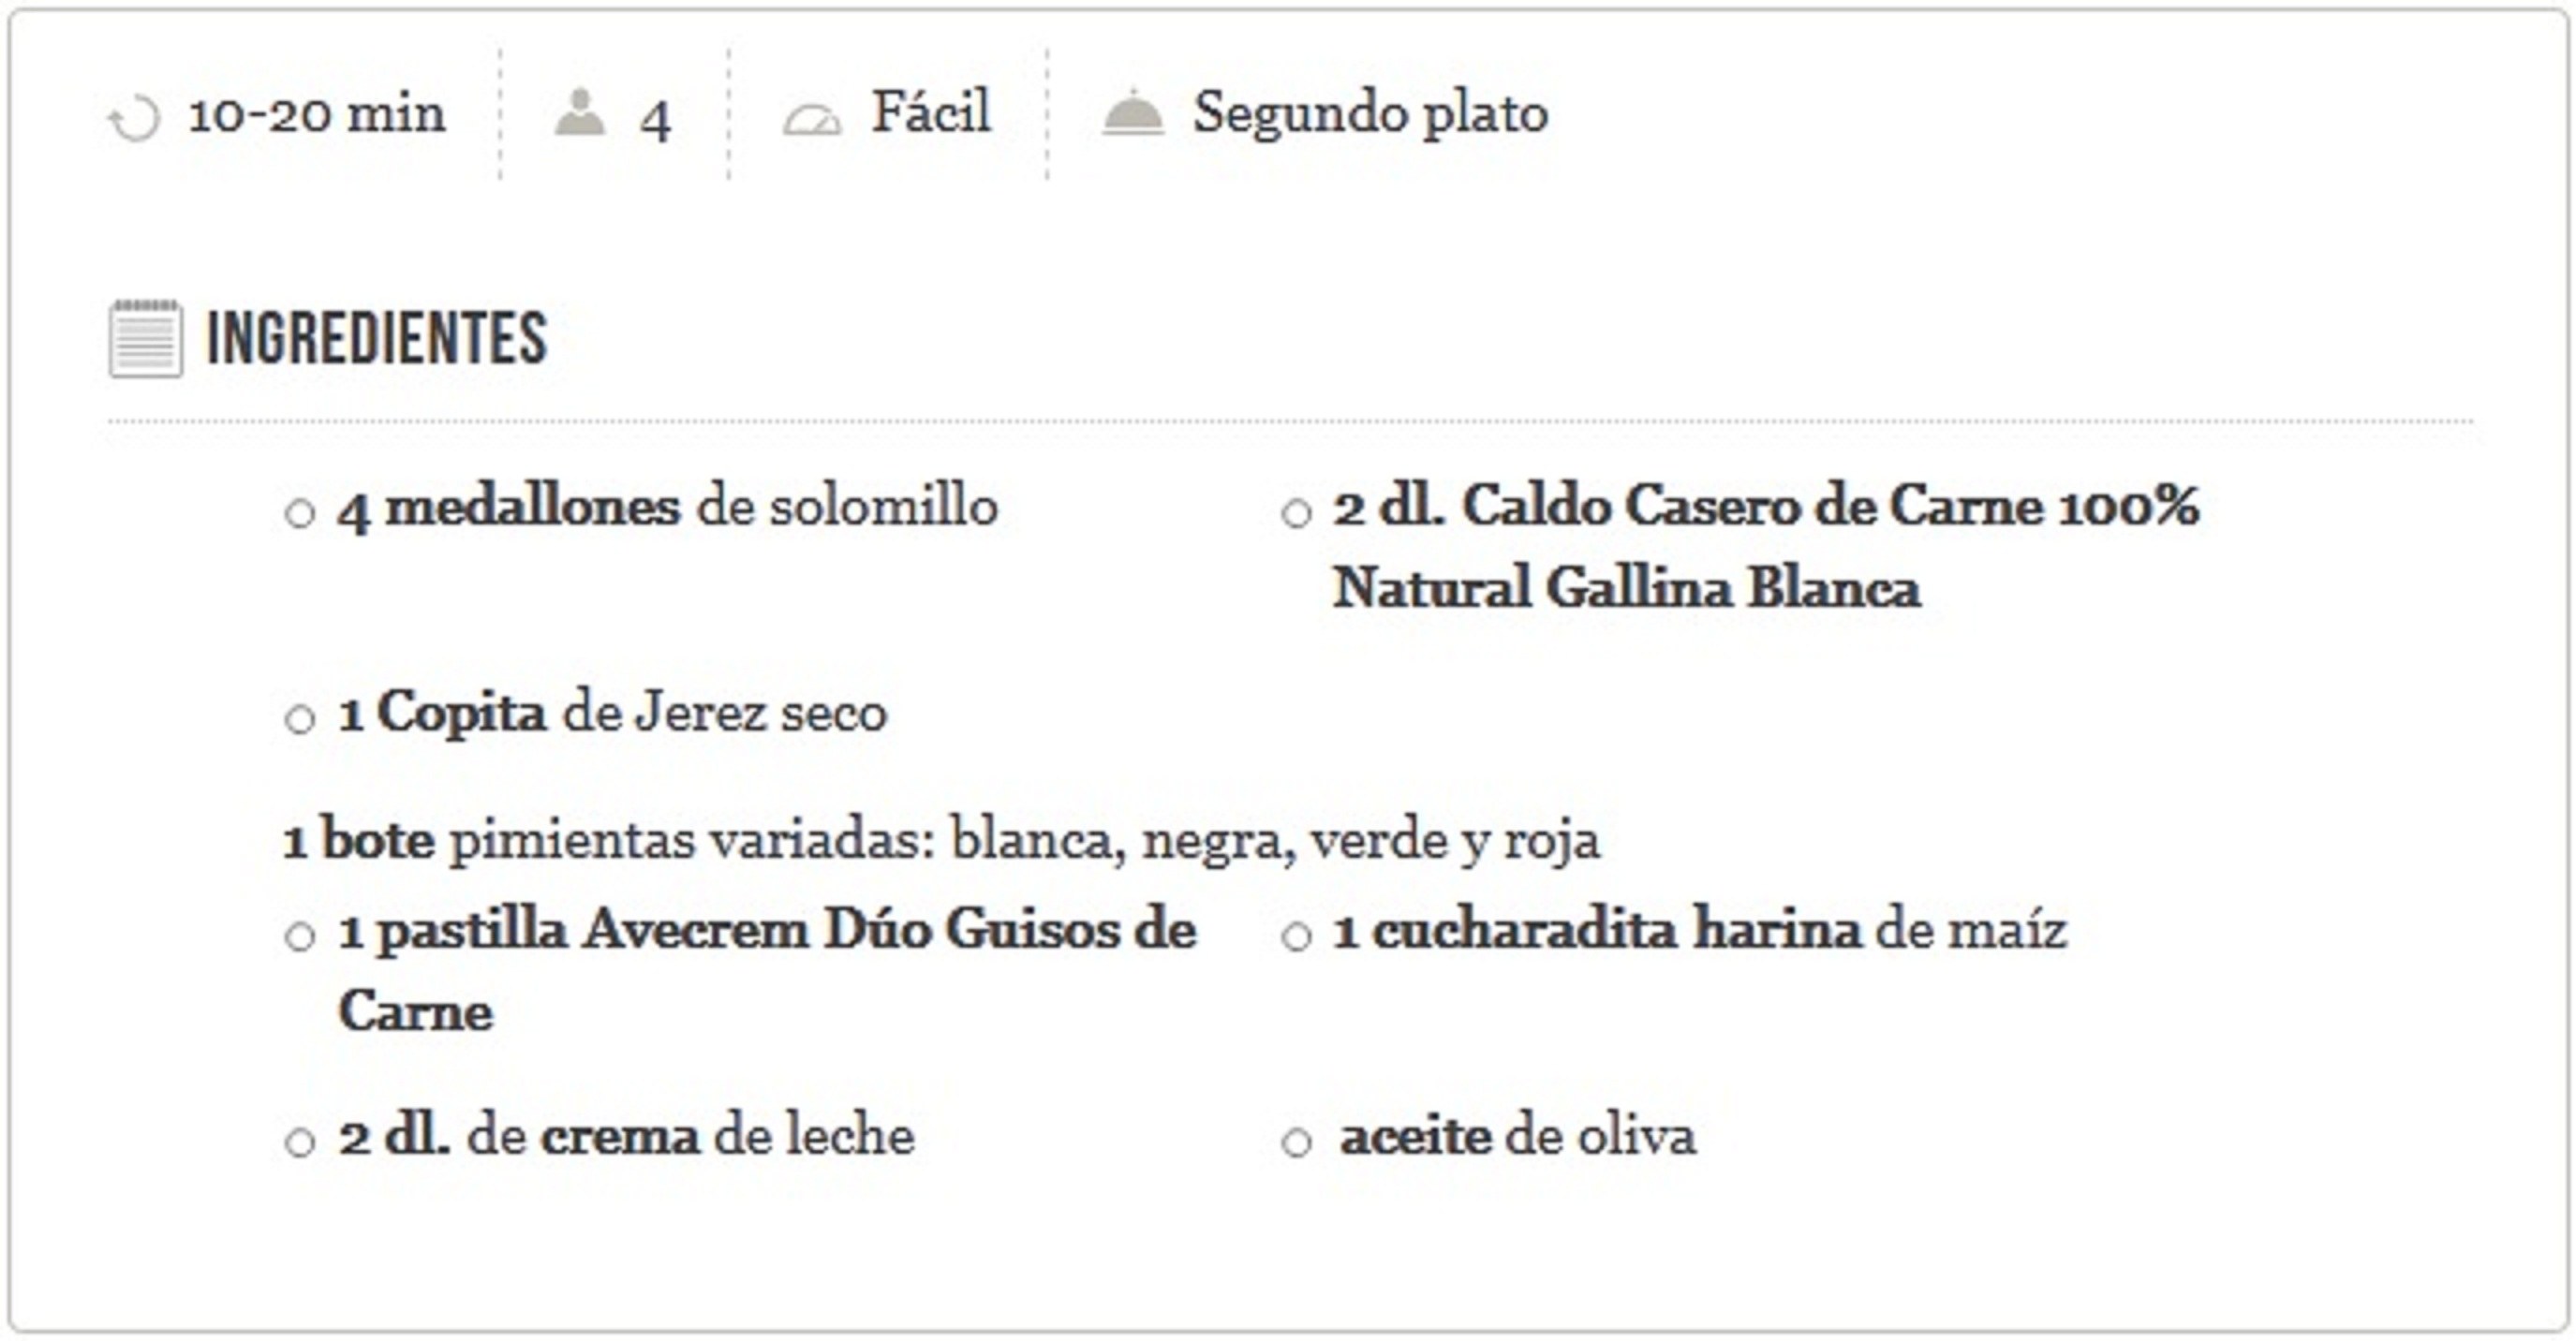 10-20 min 4 Fácil Segundo plato
INGREDIENTES
4 medallones de solomillo
2 dl. Caldo Casero de Carne 100%
Natural Gallina Blanca
1 Copita de Jerez seco
1 bote pimientas variadas: blanca, negra, verde y roja
1 pastilla Avecrem Dúo Guisos de
Carne
1 cucharadita harina de maíz
2 dl. de crema de leche
aceite de oliva